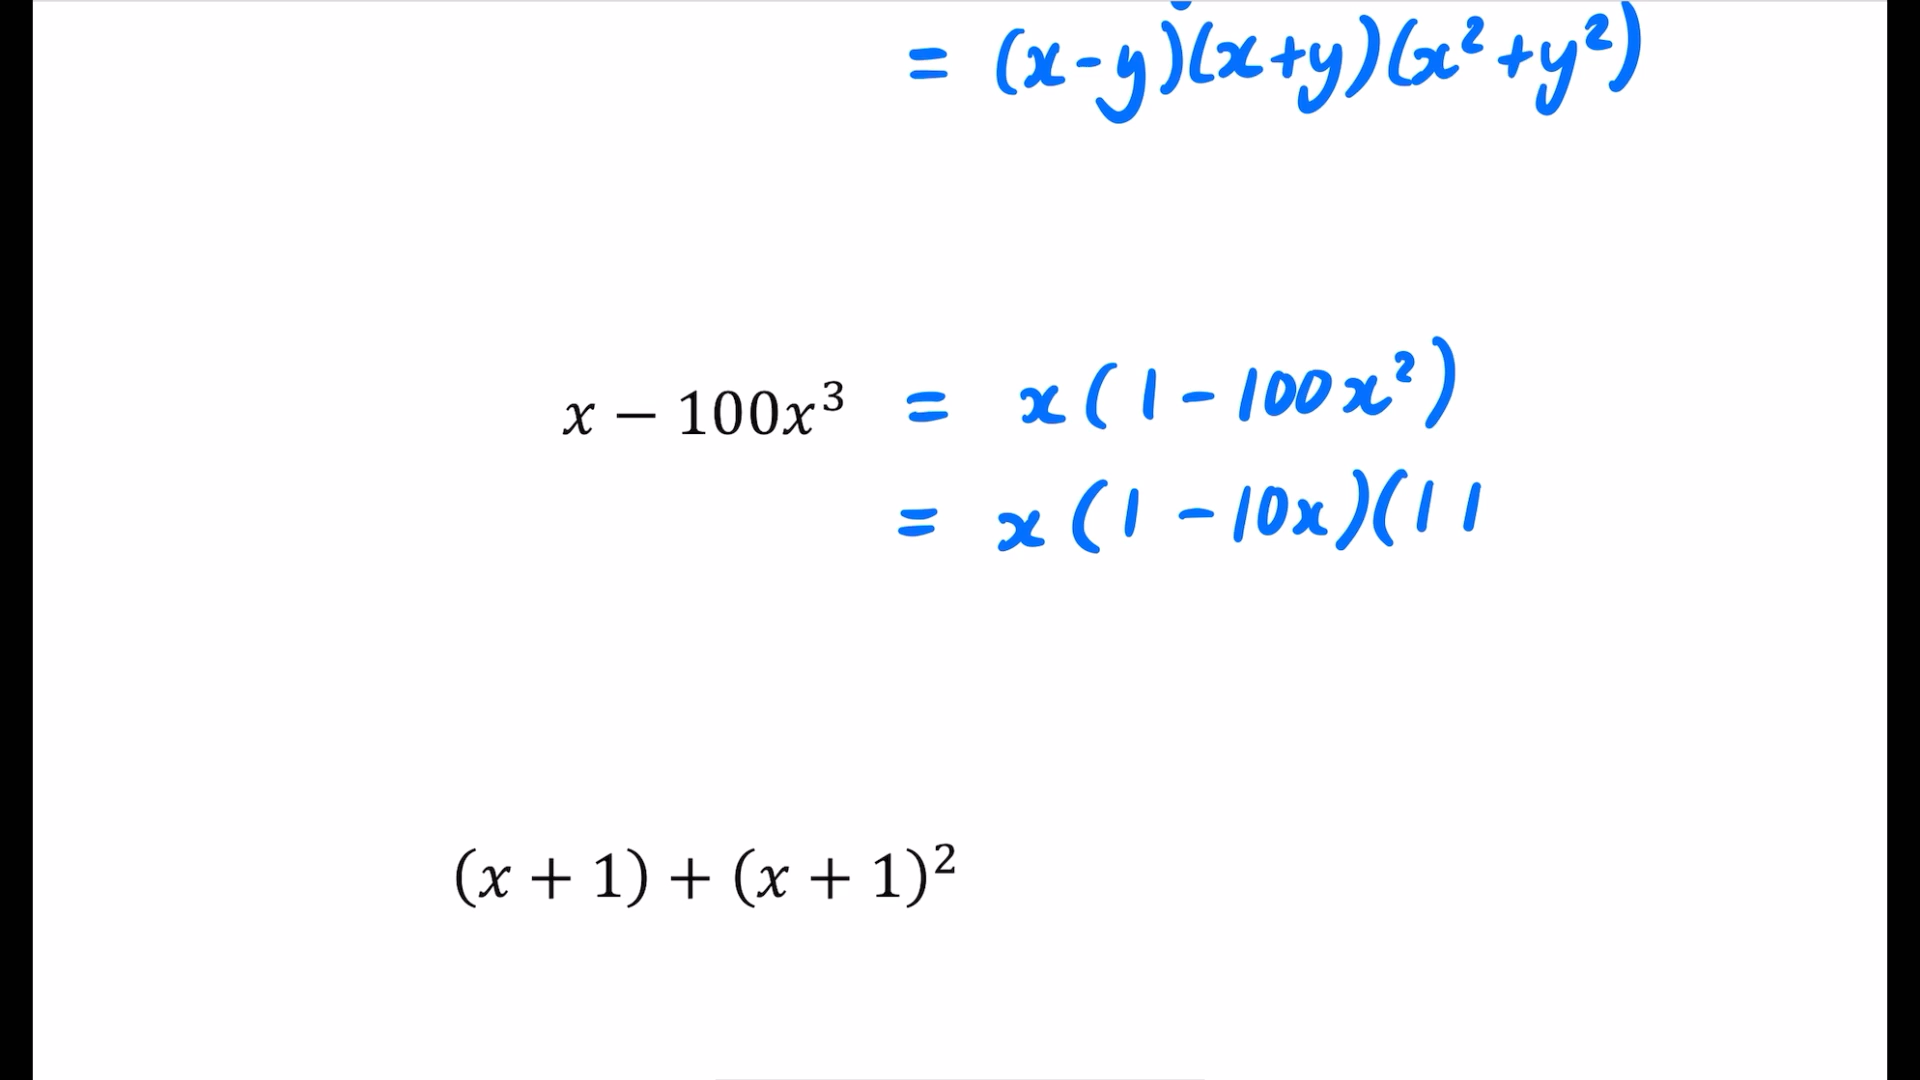 = (x-y)(x+y)(x²+y²)
x − 100x³ = x(1-100x²)
= x(1-10x)(1 1
(x + 1) + (x + 1)²